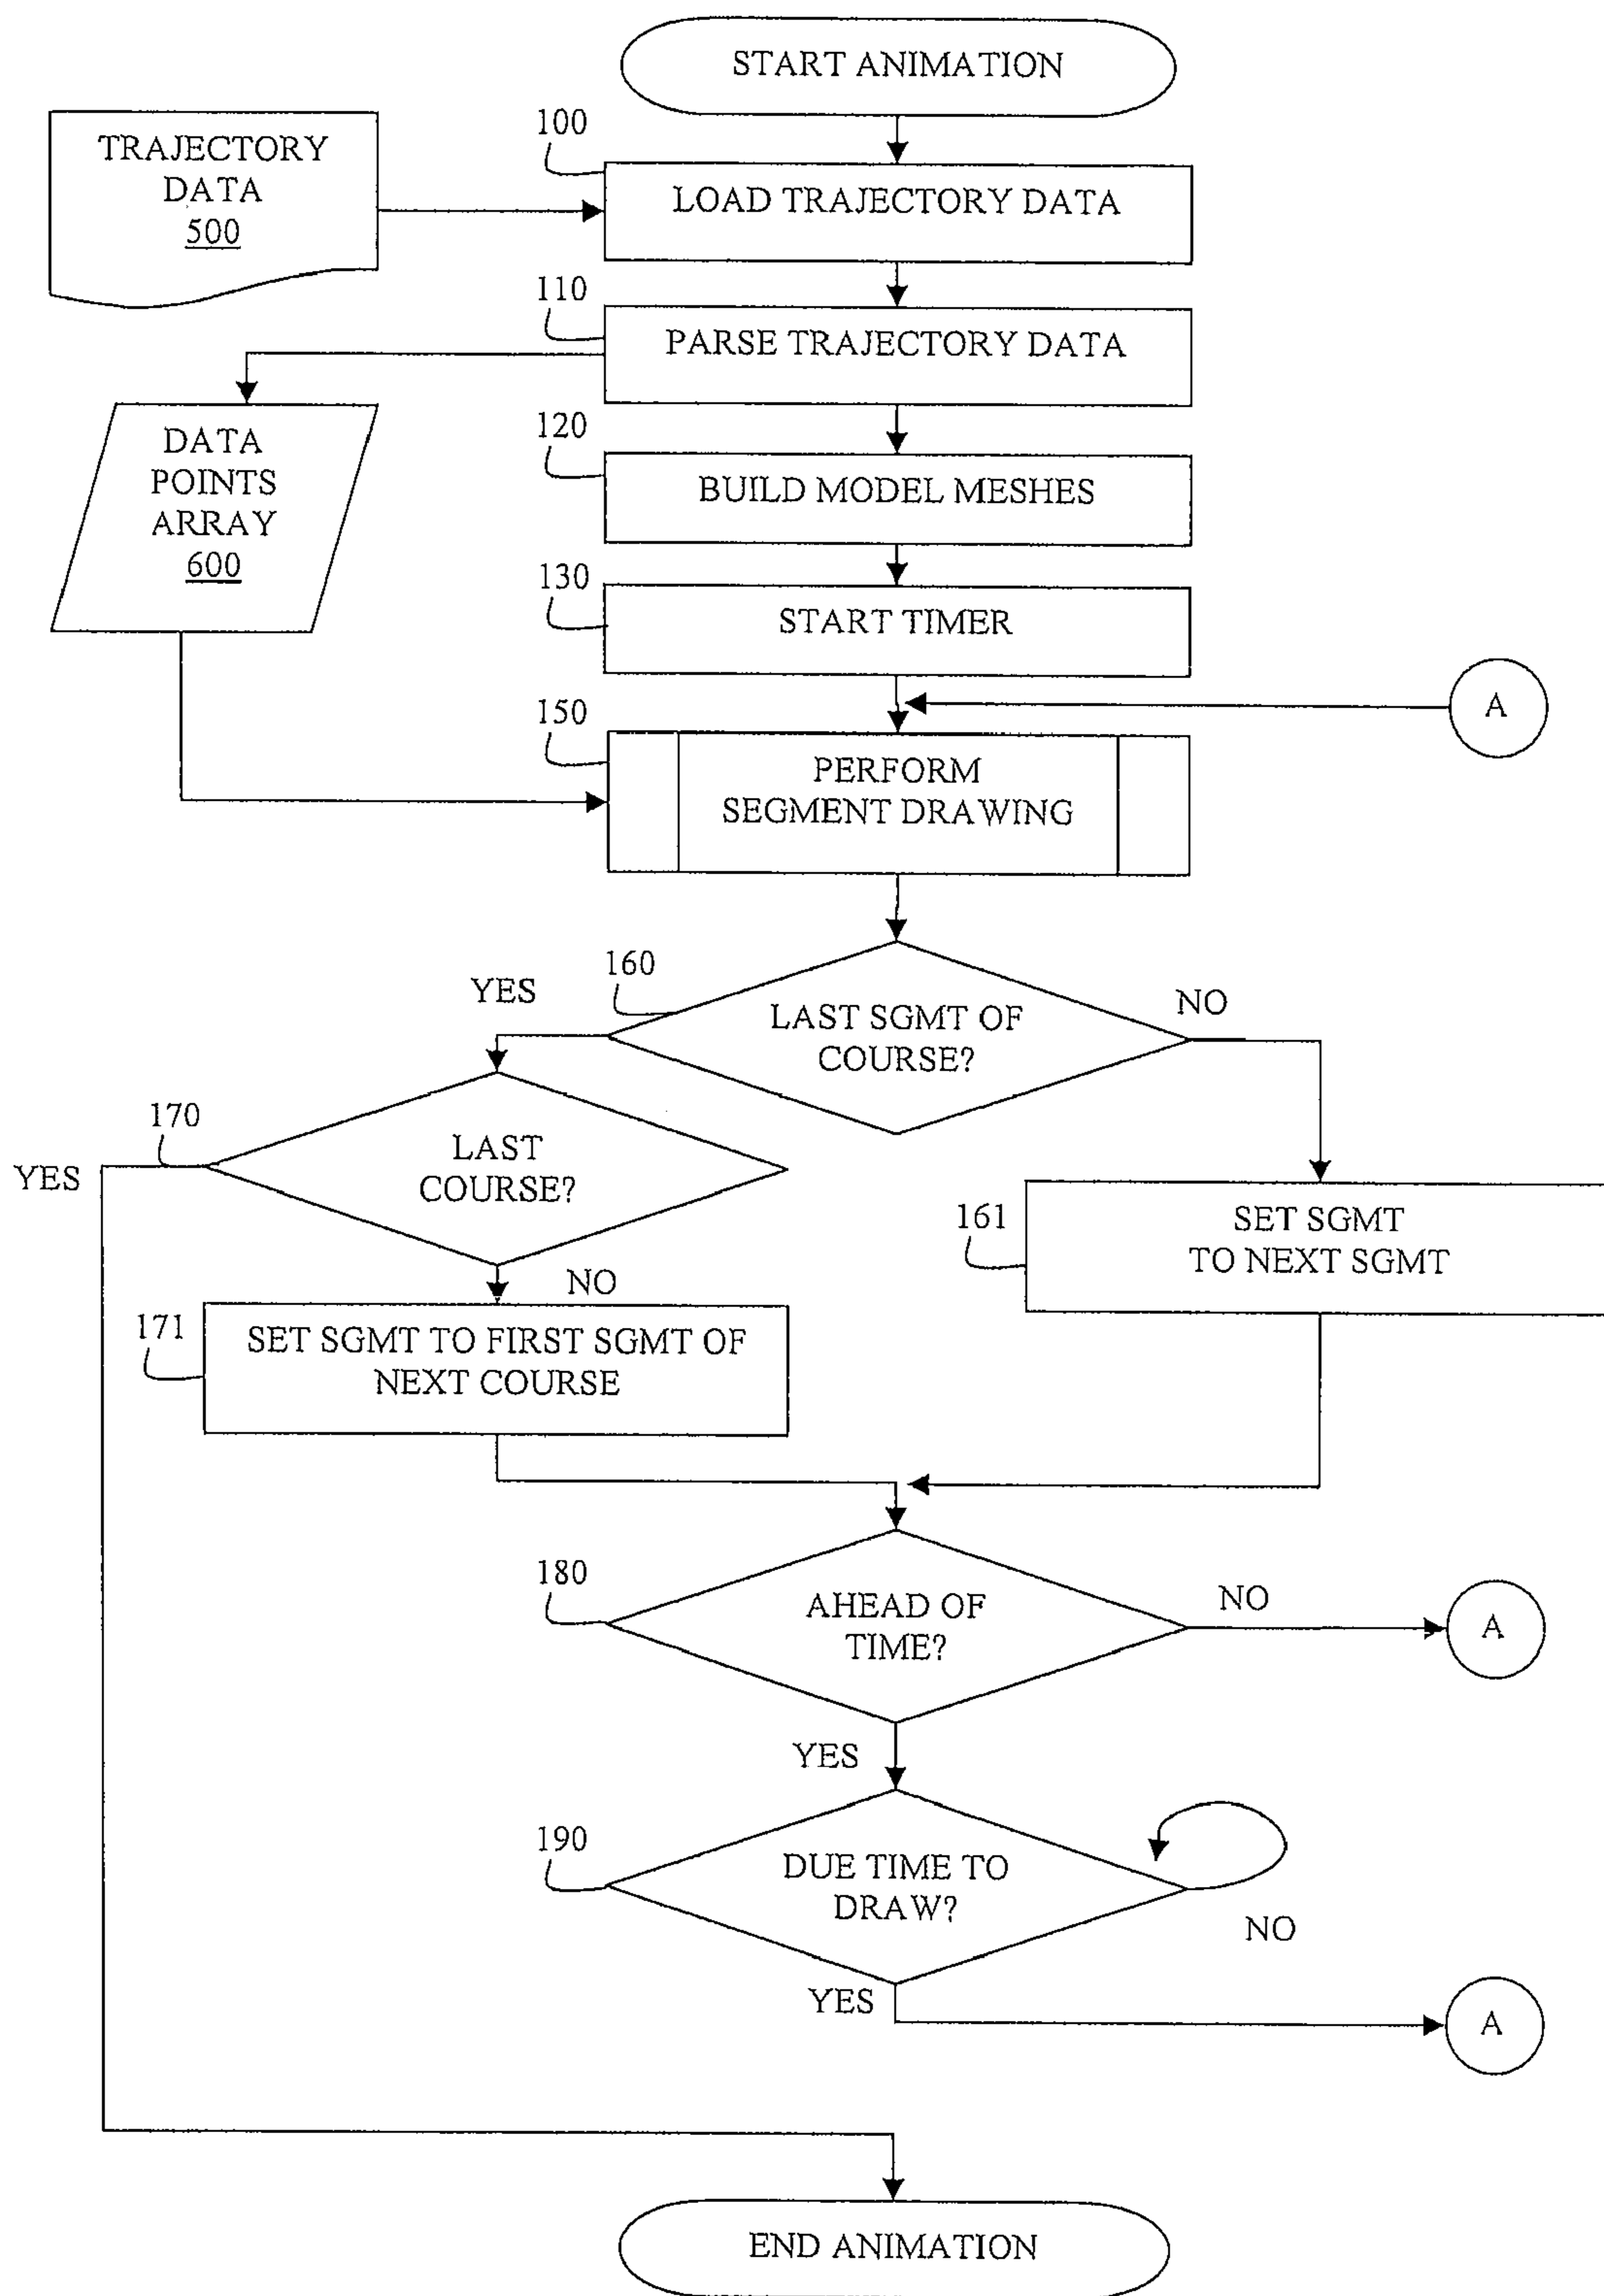 START ANIMATION
100
TRAJECTORY
DATA
500
LOAD TRAJECTORY DATA
110
PARSE TRAJECTORY DATA
DATA
POINTS
ARRAY
600
120
BUILD MODEL MESHES
130
START TIMER
A
150
PERFORM
SEGMENT DRAWING
160
YES
NO
LAST SGMT OF
COURSE?
170
YES
LAST
COURSE?
161
SET SGMT
TO NEXT SGMT
NO
171
SET SGMT TO FIRST SGMT OF
NEXT COURSE
180
AHEAD OF
TIME?
NO
A
YES
190
DUE TIME TO
DRAW?
NO
YES
A
END ANIMATION